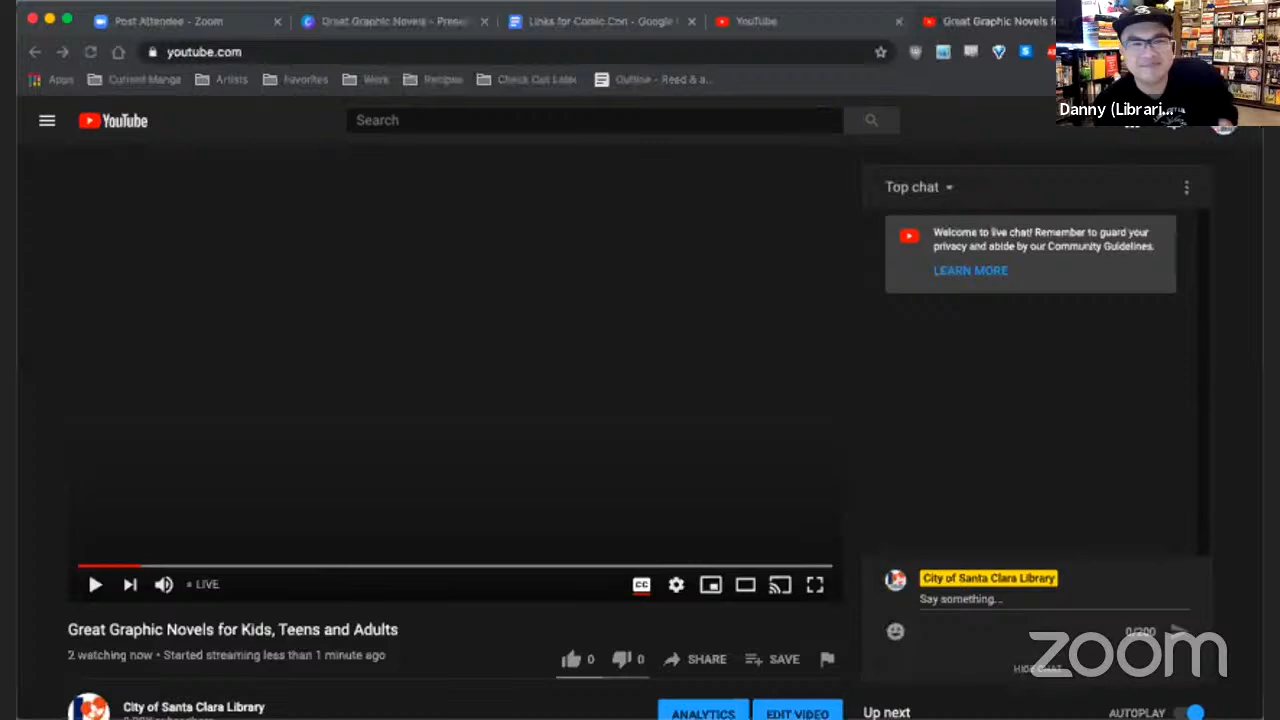 Post Attendee - Zoom
Great Graphic Novels - Prese
Links for Comic Con - Google
YouTube
Great Graphic Novels fo
youtube.com
Apps
Current Manga
Artists
Favorites
Work
Recipes
Check Out Later
Outline - Reed & a...
Danny (Librari...
YouTube
Search
Top chat
Welcome to live chat! Remember to guard your
privacy and abide by our Community Guidelines.
LEARN MORE
LIVE
CC
City of Santa Clara Library
Say something...
0/200
HIDE CHAT
zoom
Great Graphic Novels for Kids, Teens and Adults
2 watching now • Started streaming less than 1 minute ago
0
0
SHARE
SAVE
City of Santa Clara Library
ANALYTICS
EDIT VIDEO
Up next
AUTOPLAY